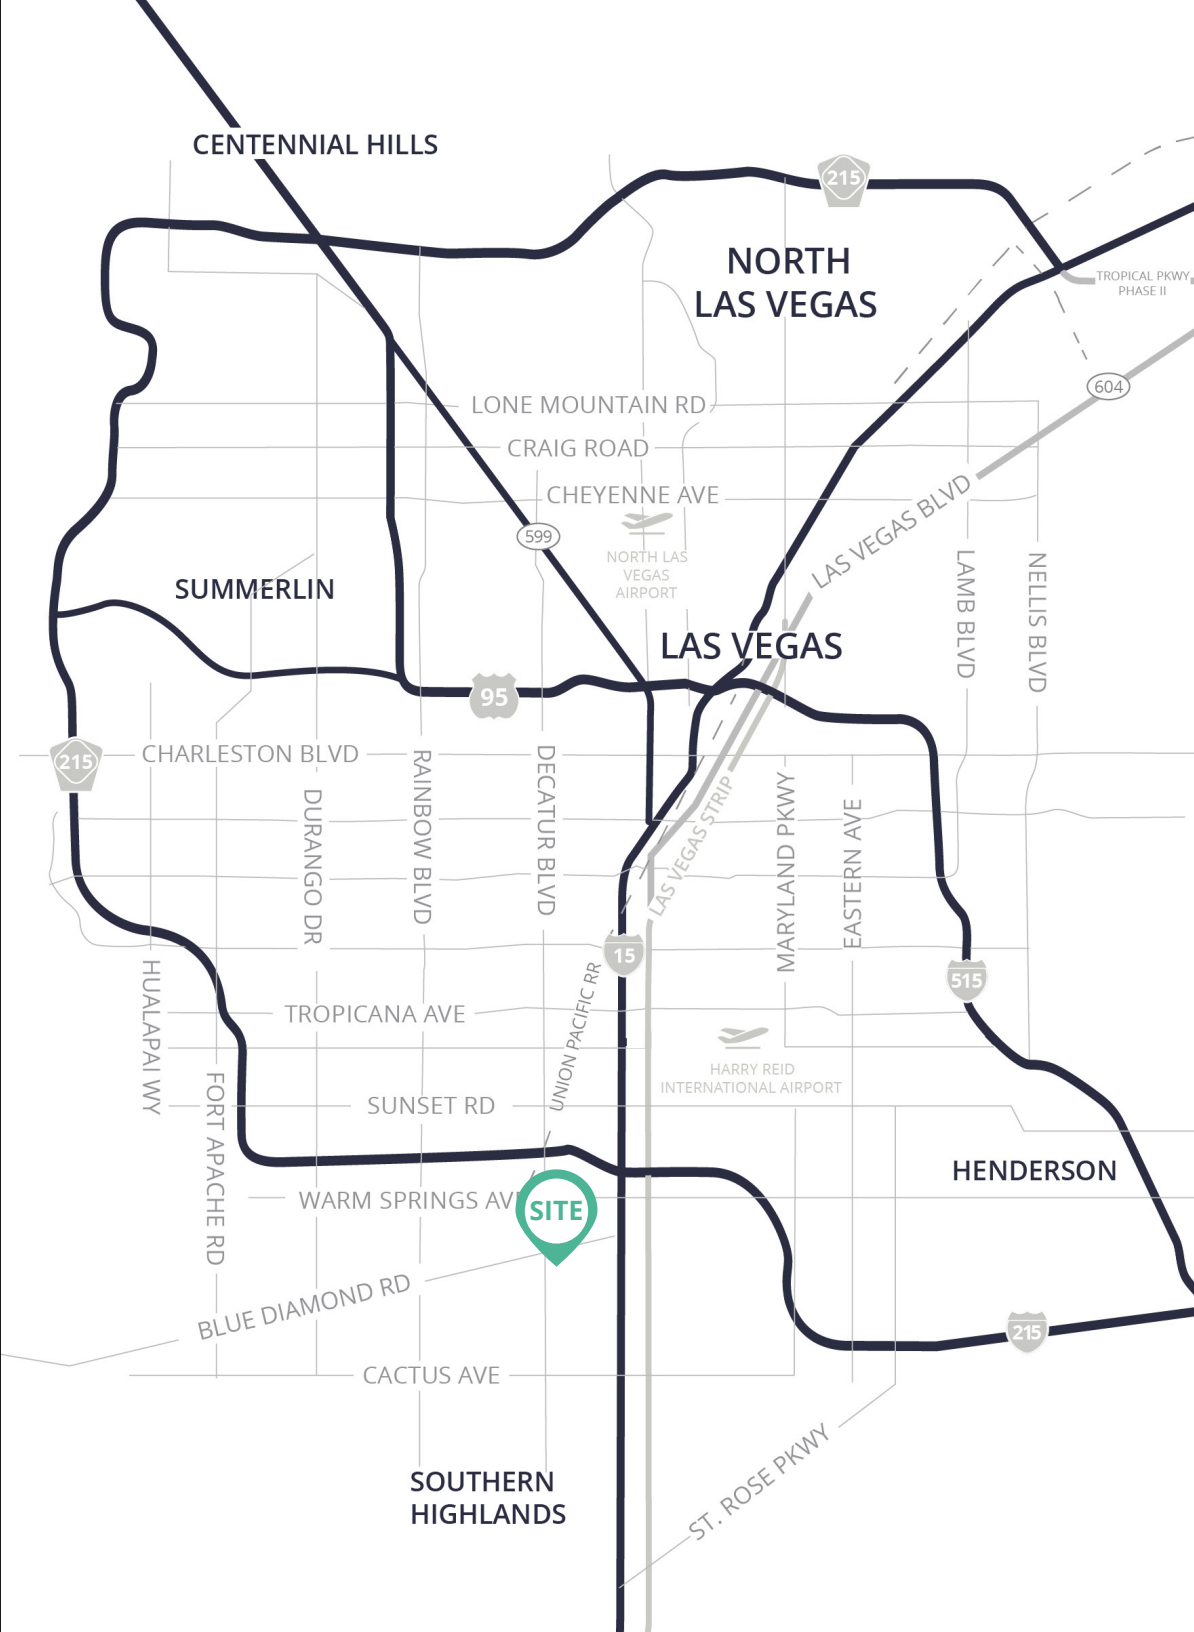 CENTENNIAL HILLS
215
NORTH
LAS VEGAS
TROPICAL PKWY
PHASE II
604
LONE MOUNTAIN RD
CRAIG ROAD
CHEYENNE AVE
LAS VEGAS BLVD
599
NORTH LAS
VEGAS
AIRPORT
SUMMERLIN
LAMB BLVD
NELLIS BLVD
LAS VEGAS
95
215
CHARLESTON BLVD
RAINBOW BLVD
DECATUR BLVD
DURANGO DR
LAS VEGAS STRIP
MARYLAND PKWY
EASTERN AVE
15
515
HUALAPAI WY
TROPICANA AVE
UNION PACIFIC RR
HARRY REID
INTERNATIONAL AIRPORT
FORT APACHE RD
SUNSET RD
HENDERSON
WARM SPRINGS AVE
SITE
BLUE DIAMOND RD
215
CACTUS AVE
ST. ROSE PKWY
SOUTHERN
HIGHLANDS